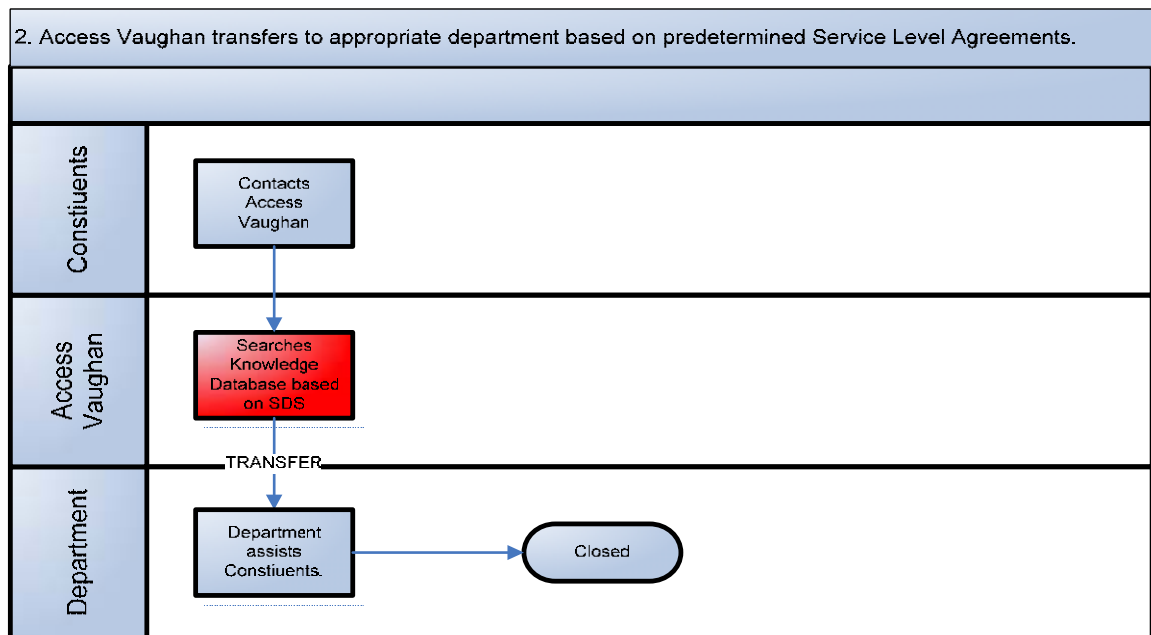 2. Access Vaughan transfers to appropriate department based on predetermined Service Level Agreements.
Constiuents
Contacts
Access
Vaughan
Access
Vaughan
Searches
Knowledge
Database based
on SDS
TRANSFER
Department
Department
assists
Constiuents.
Closed